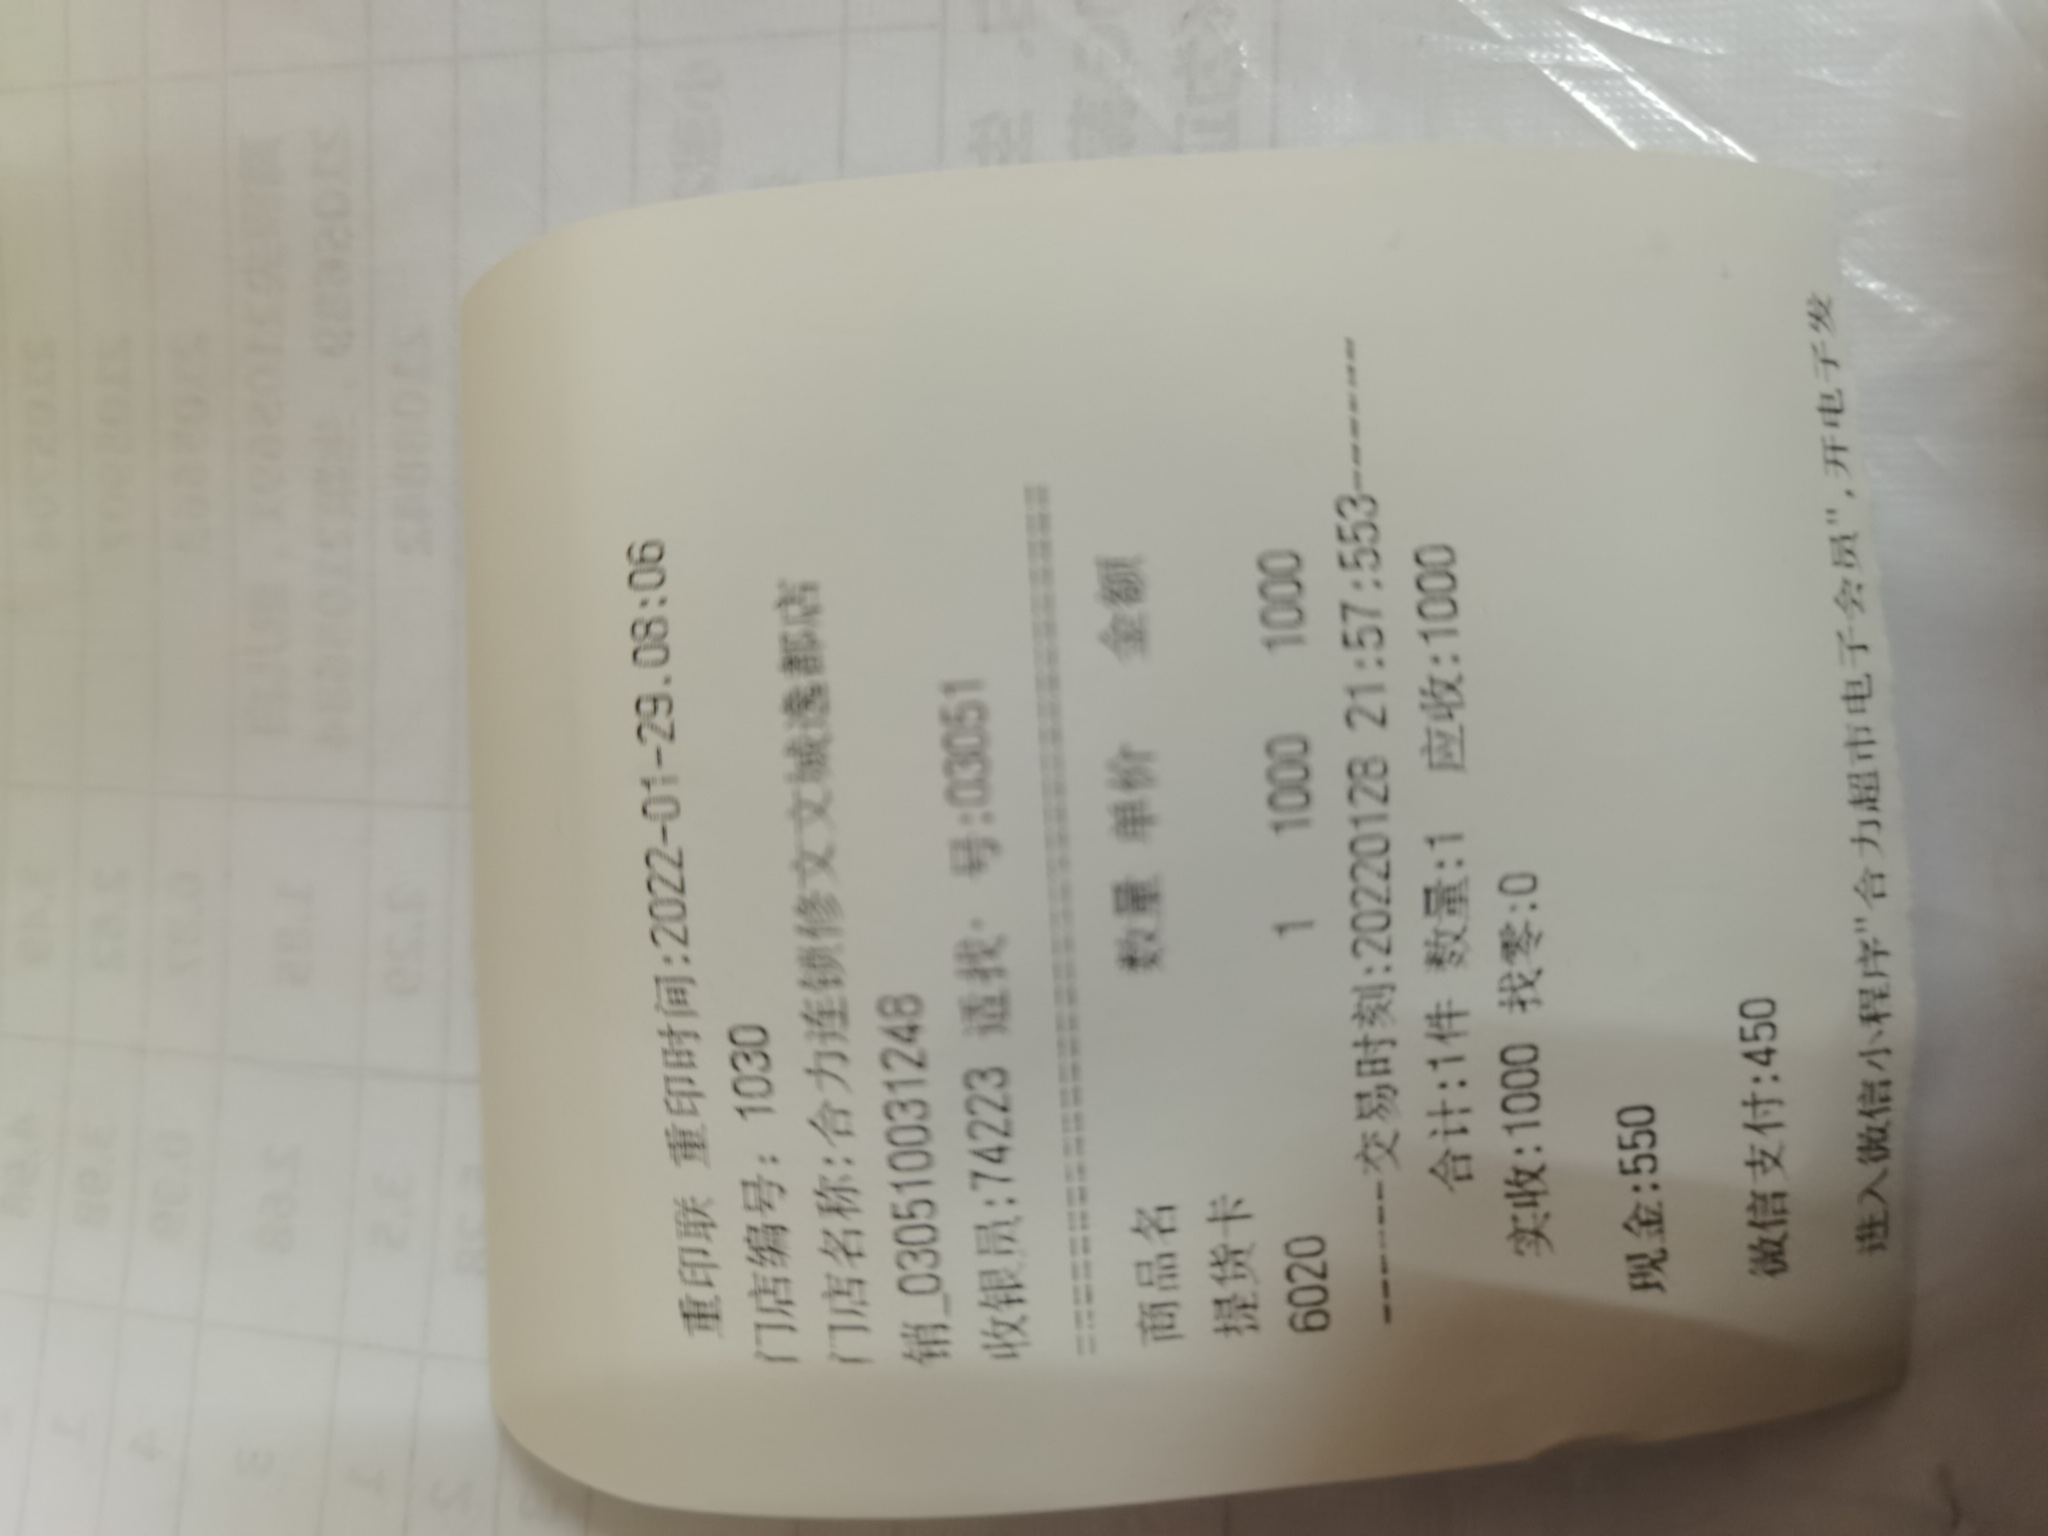 重印联 重印时间:2022-01-29.08:06
门店编号: 1030
门店名称:合力连锁修文文城逸都店
销_030510031248
收银员:74223 号:03051
商品名 数量 单价 金额
提货卡
6020 1 1000 1000
-------交易时刻:20220128 21:57:553-------
合计:1件 数量:1 应收:1000
实收:1000 找零:0
现金:550
微信支付:450
进入微信小程序"合力超市电子会员",开电子发